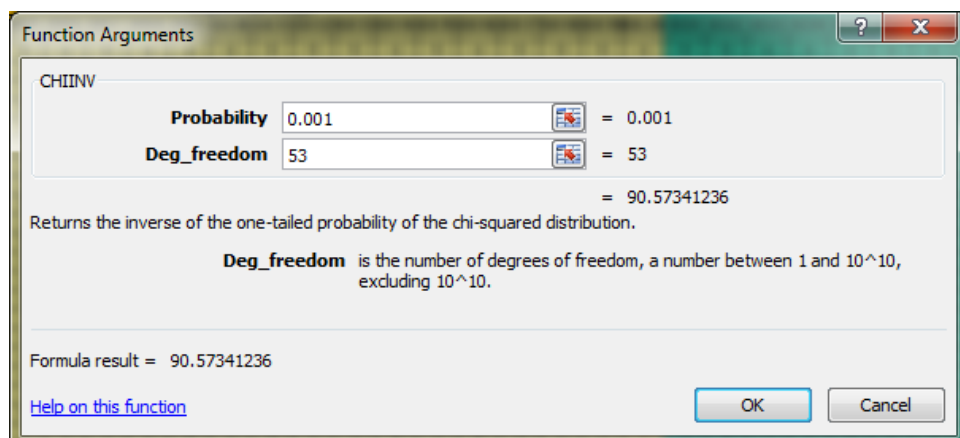 Function Arguments
?
X
CHIINV
Probability 0.001 = 0.001
Deg_freedom 53 = 53
= 90.57341236
Returns the inverse of the one-tailed probability of the chi-squared distribution.
Deg_freedom is the number of degrees of freedom, a number between 1 and 10^10,
excluding 10^10.
Formula result = 90.57341236
Help on this function
OK
Cancel